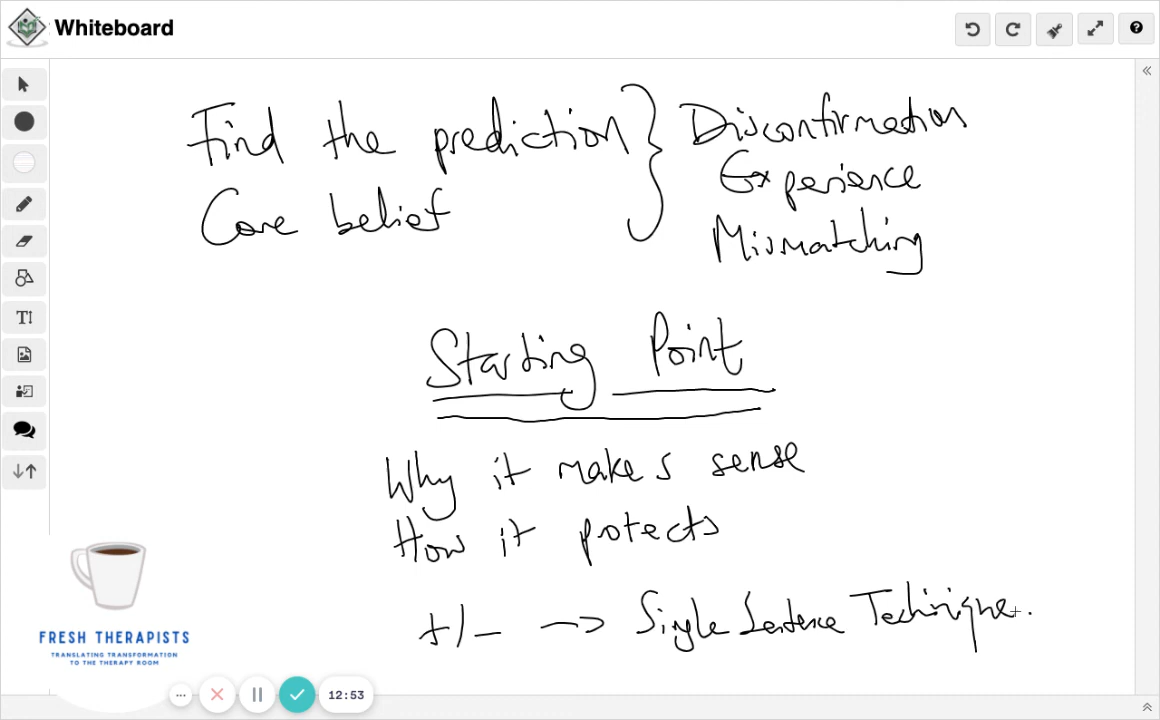 Whiteboard
Find the prediction } Disconfirmation
Experience
Core belief
Mismatching
Starting Point
Why it makes sense
How it protects
+/- → Single Sentence Technique.
FRESH THERAPISTS
TRANSLATING TRANSFORMATION
TO THE THERAPY ROOM
12:53